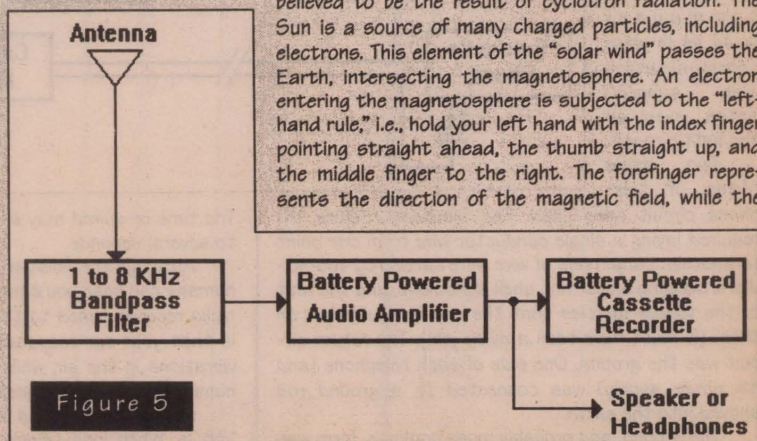 believed to be the result of cyclotron radiation. The
Sun is a source of many charged particles, including
electrons. This element of the "solar wind" passes the
Earth, intersecting the magnetosphere. An electron
entering the magnetosphere is subjected to the "left-
hand rule," i.e., hold your left hand with the index finger
pointing straight ahead, the thumb straight up, and
the middle finger to the right. The forefinger repre-
sents the direction of the magnetic field, while the
Antenna
1 to 8 KHz
Bandpass
Filter
Battery Powered
Audio Amplifier
Battery Powered
Cassette
Recorder
Speaker or
Headphones
Figure 5